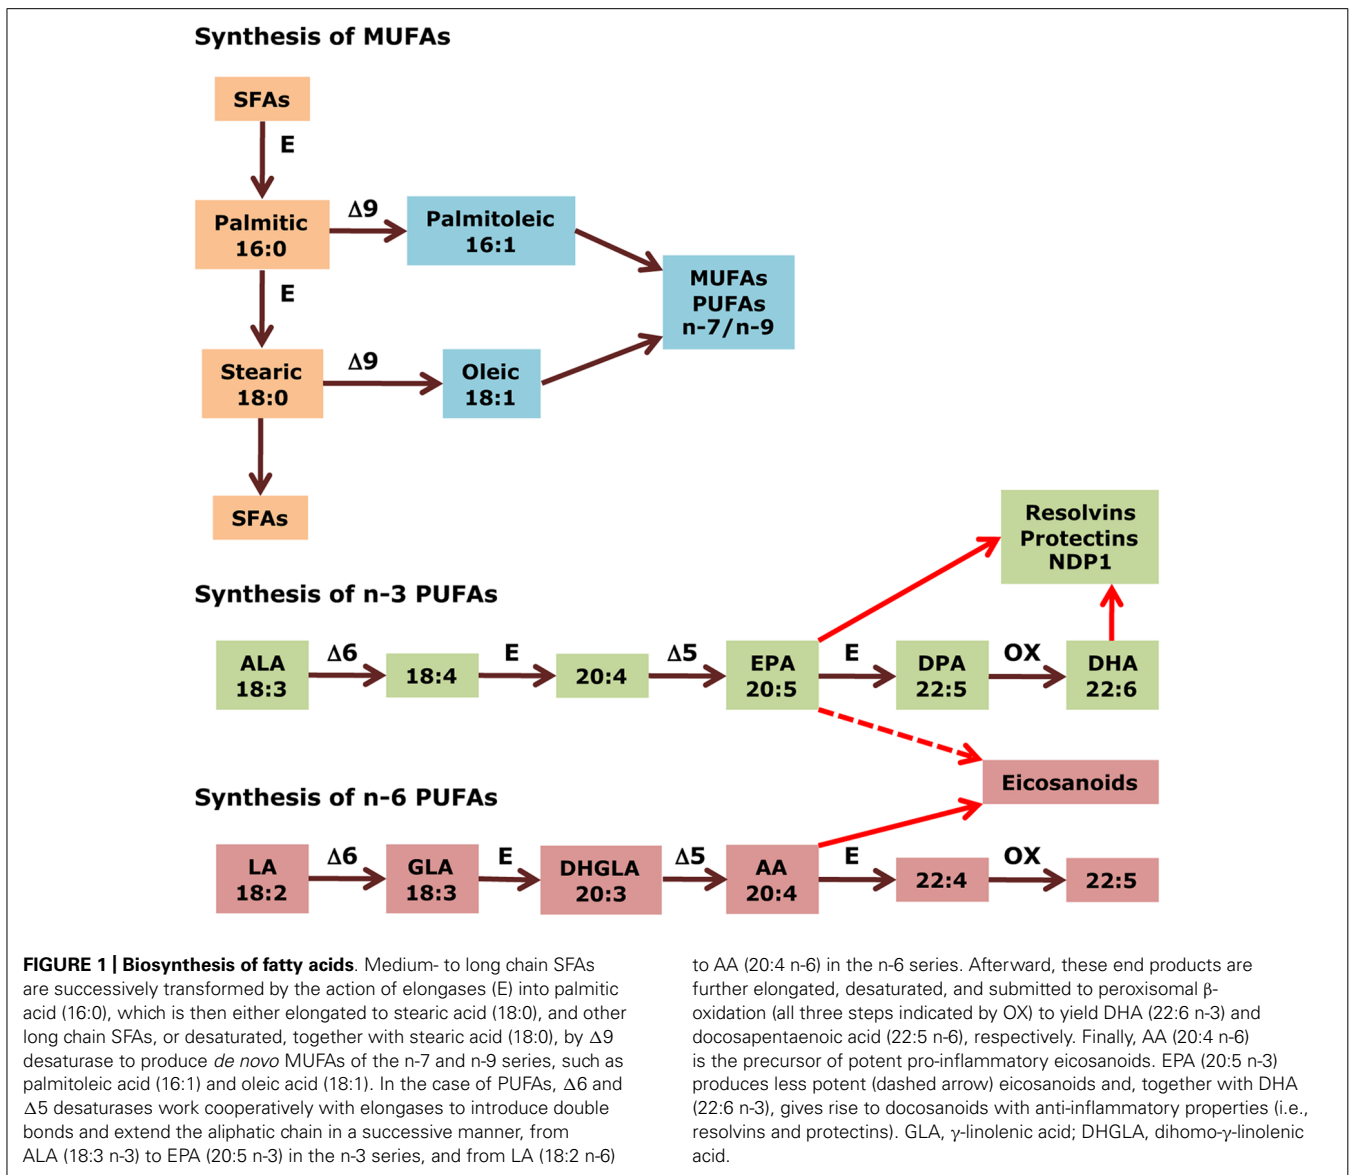 Synthesis of MUFAs
SFAs
E
Palmitic
16:0
Δ9
Palmitoleic
16:1
MUFAs
PUFAs
n-7/n-9
E
Stearic
18:0
Δ9
Oleic
18:1
SFAs
Resolvins
Protectins
NDP1
Synthesis of n-3 PUFAs
ALA
18:3
Δ6
18:4
E
20:4
Δ5
EPA
20:5
E
DPA
22:5
OX
DHA
22:6
Eicosanoids
Synthesis of n-6 PUFAs
LA
18:2
Δ6
GLA
18:3
E
DHGLA
20:3
Δ5
AA
20:4
E
22:4
OX
22:5
FIGURE 1 | Biosynthesis of fatty acids. Medium- to long chain SFAs
are successively transformed by the action of elongases (E) into palmitic
acid (16:0), which is then either elongated to stearic acid (18:0), and other
long chain SFAs, or desaturated, together with stearic acid (18:0), by Δ9
desaturase to produce de novo MUFAs of the n-7 and n-9 series, such as
palmitoleic acid (16:1) and oleic acid (18:1). In the case of PUFAs, Δ6 and
Δ5 desaturases work cooperatively with elongases to introduce double
bonds and extend the aliphatic chain in a successive manner, from
ALA (18:3 n-3) to EPA (20:5 n-3) in the n-3 series, and from LA (18:2 n-6)
to AA (20:4 n-6) in the n-6 series. Afterward, these end products are
further elongated, desaturated, and submitted to peroxisomal β-
oxidation (all three steps indicated by OX) to yield DHA (22:6 n-3) and
docosapentaenoic acid (22:5 n-6), respectively. Finally, AA (20:4 n-6)
is the precursor of potent pro-inflammatory eicosanoids. EPA (20:5 n-3)
produces less potent (dashed arrow) eicosanoids and, together with DHA
(22:6 n-3), gives rise to docosanoids with anti-inflammatory properties (i.e.,
resolvins and protectins). GLA, γ-linolenic acid; DHGLA, dihomo-γ-linolenic
acid.